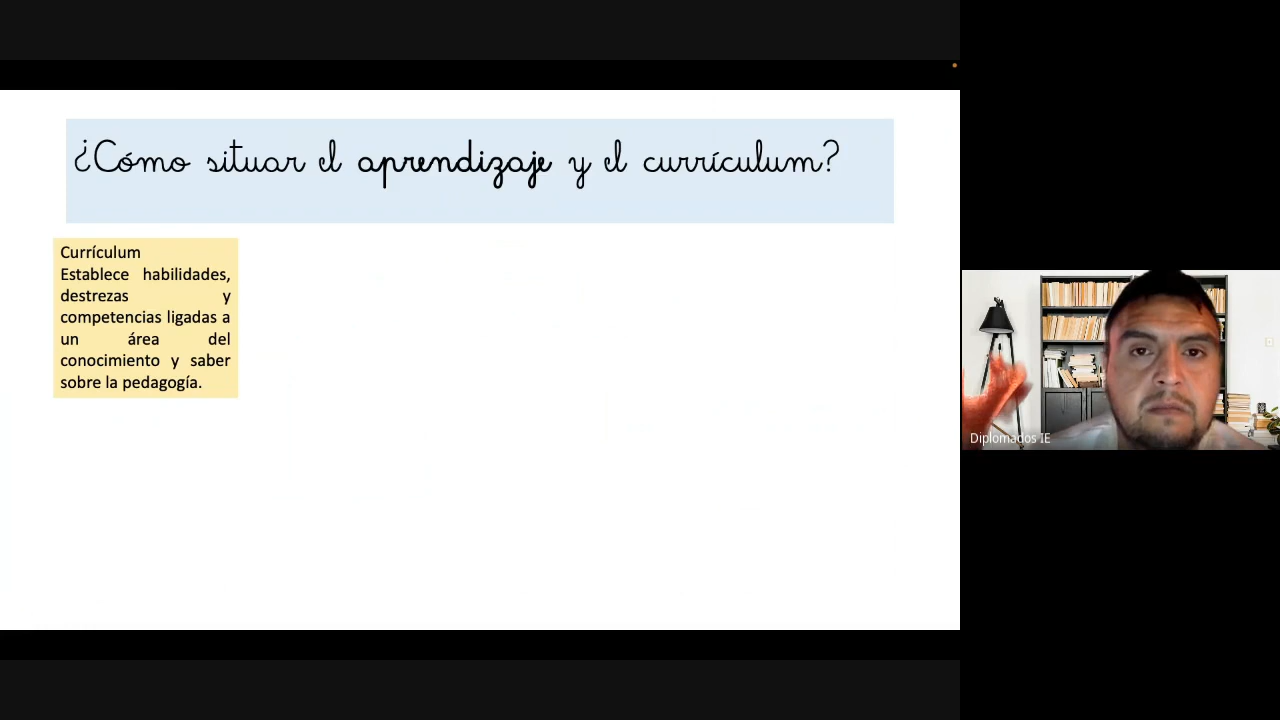 ¿Cómo situar el aprendizaje y el currículum?
Currículum
Establece habilidades,
destrezas y
competencias ligadas a
un área del
conocimiento y saber
sobre la pedagogía.
Diplomados IE